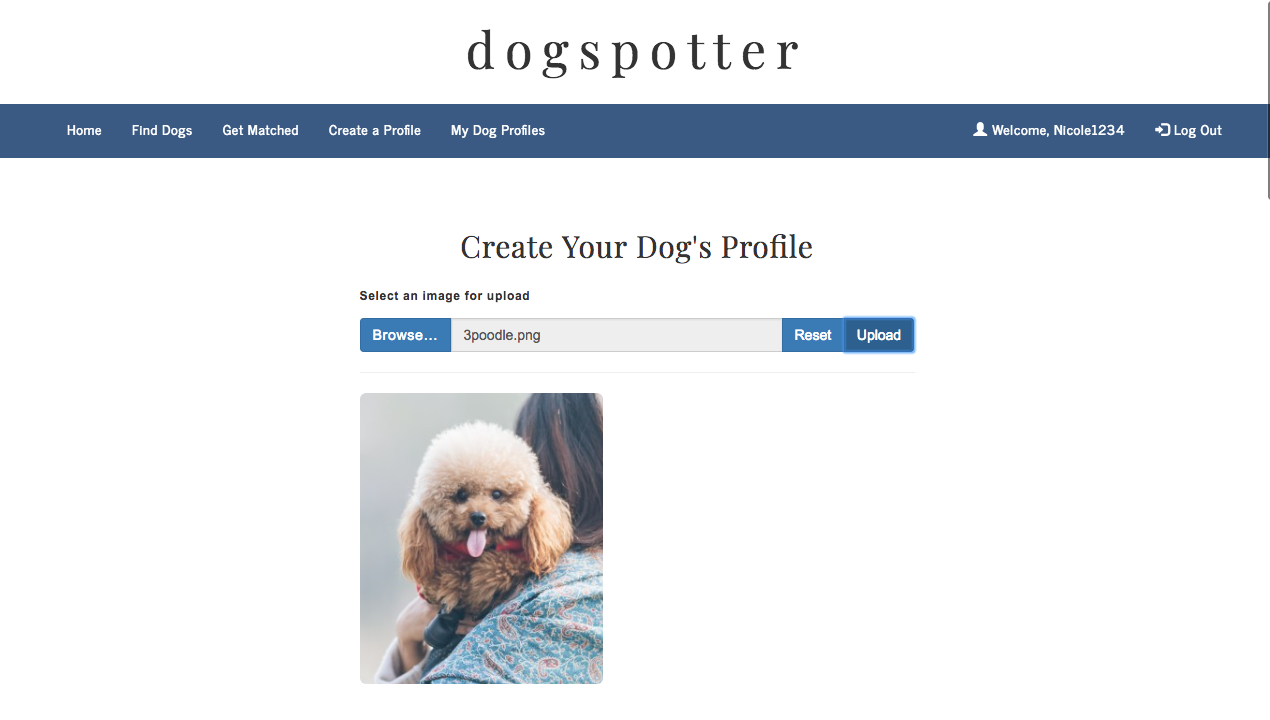 dogspotter
Home Find Dogs Get Matched Create a Profile My Dog Profiles Welcome, Nicole1234 Log Out
Create Your Dog's Profile
Select an image for upload
Browse... 3poodle.png Reset Upload